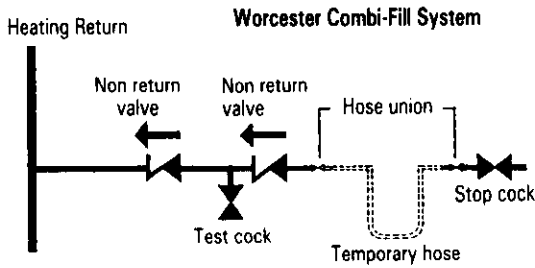 Worcester Combi-Fill System
Heating Return
Non return
valve
Non return
valve
Hose union
Stop cock
Test cock
Temporary hose